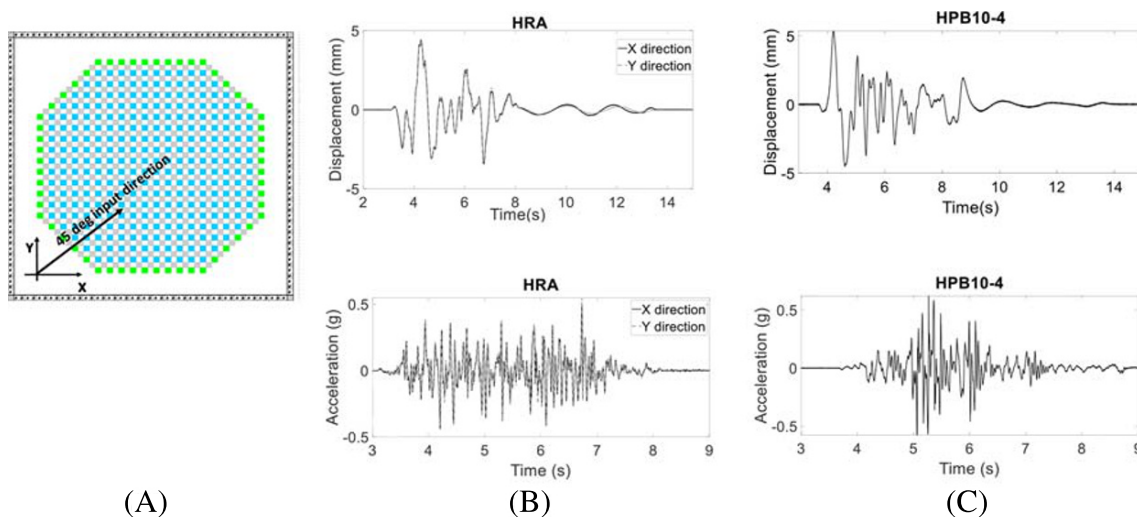 45 deg input direction
Y
X
HRA
Displacement (mm)
5
0
-5
2 4 6 8 10 12 14
Time(s)
X direction
Y direction
HPB10-4
Displacement (mm)
5
0
-5
4 6 8 10 12 14
Time(s)
HRA
Acceleration (g)
0.5
0
-0.5
3 4 5 6 7 8 9
Time (s)
X direction
Y direction
HPB10-4
Acceleration (g)
0.5
0
-0.5
3 4 5 6 7 8 9
Time (s)
(A) (B) (C)